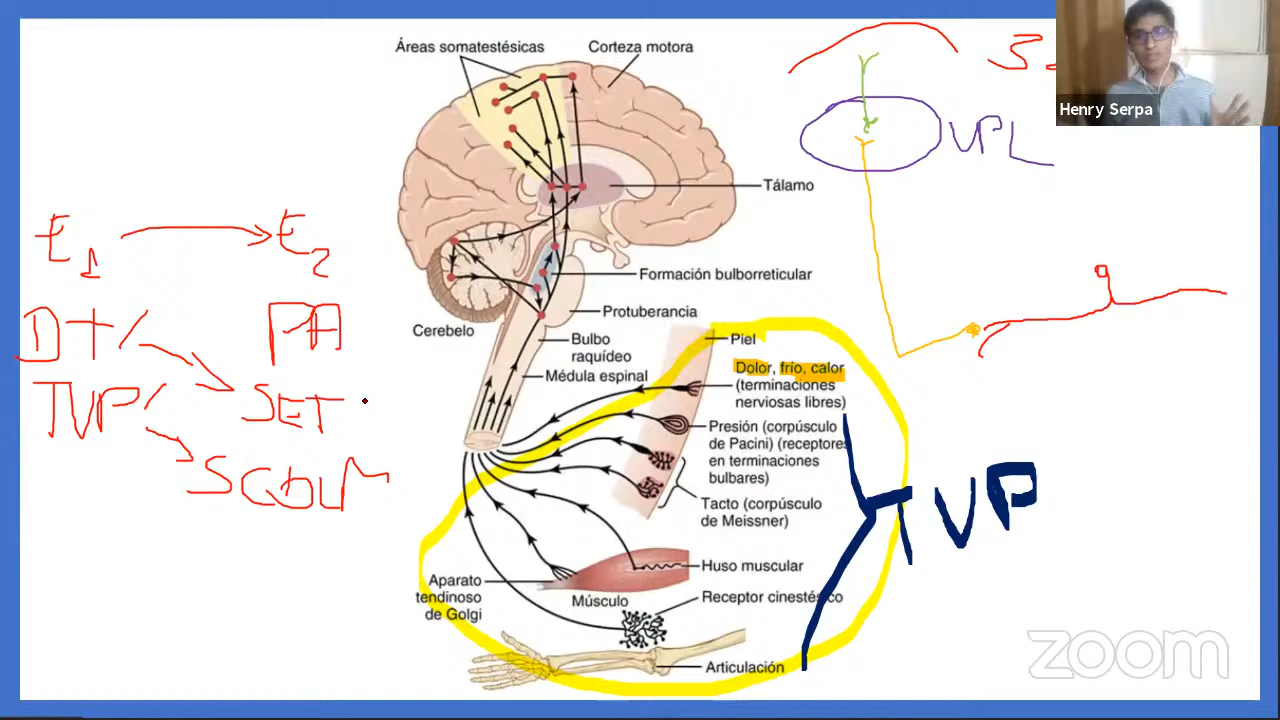 Áreas somatestésicas
Corteza motora
Henry Serpa
VPL
Tálamo
E1 → E2
Formación bulborreticular
Protuberancia
Cerebelo
Bulbo
raquídeo
Médula espinal
Piel
Dolor, frío, calor
(terminaciones
nerviosas libres)
Presión (corpúsculo
de Pacini) (receptores
en terminaciones
bulbares)
Tacto (corpúsculo
de Meissner)
D T
PA
TVP
SET
SCDLM
TVP
Huso muscular
Aparato
tendinoso
de Golgi
Músculo
Receptor cinestésico
Articulación
zoom